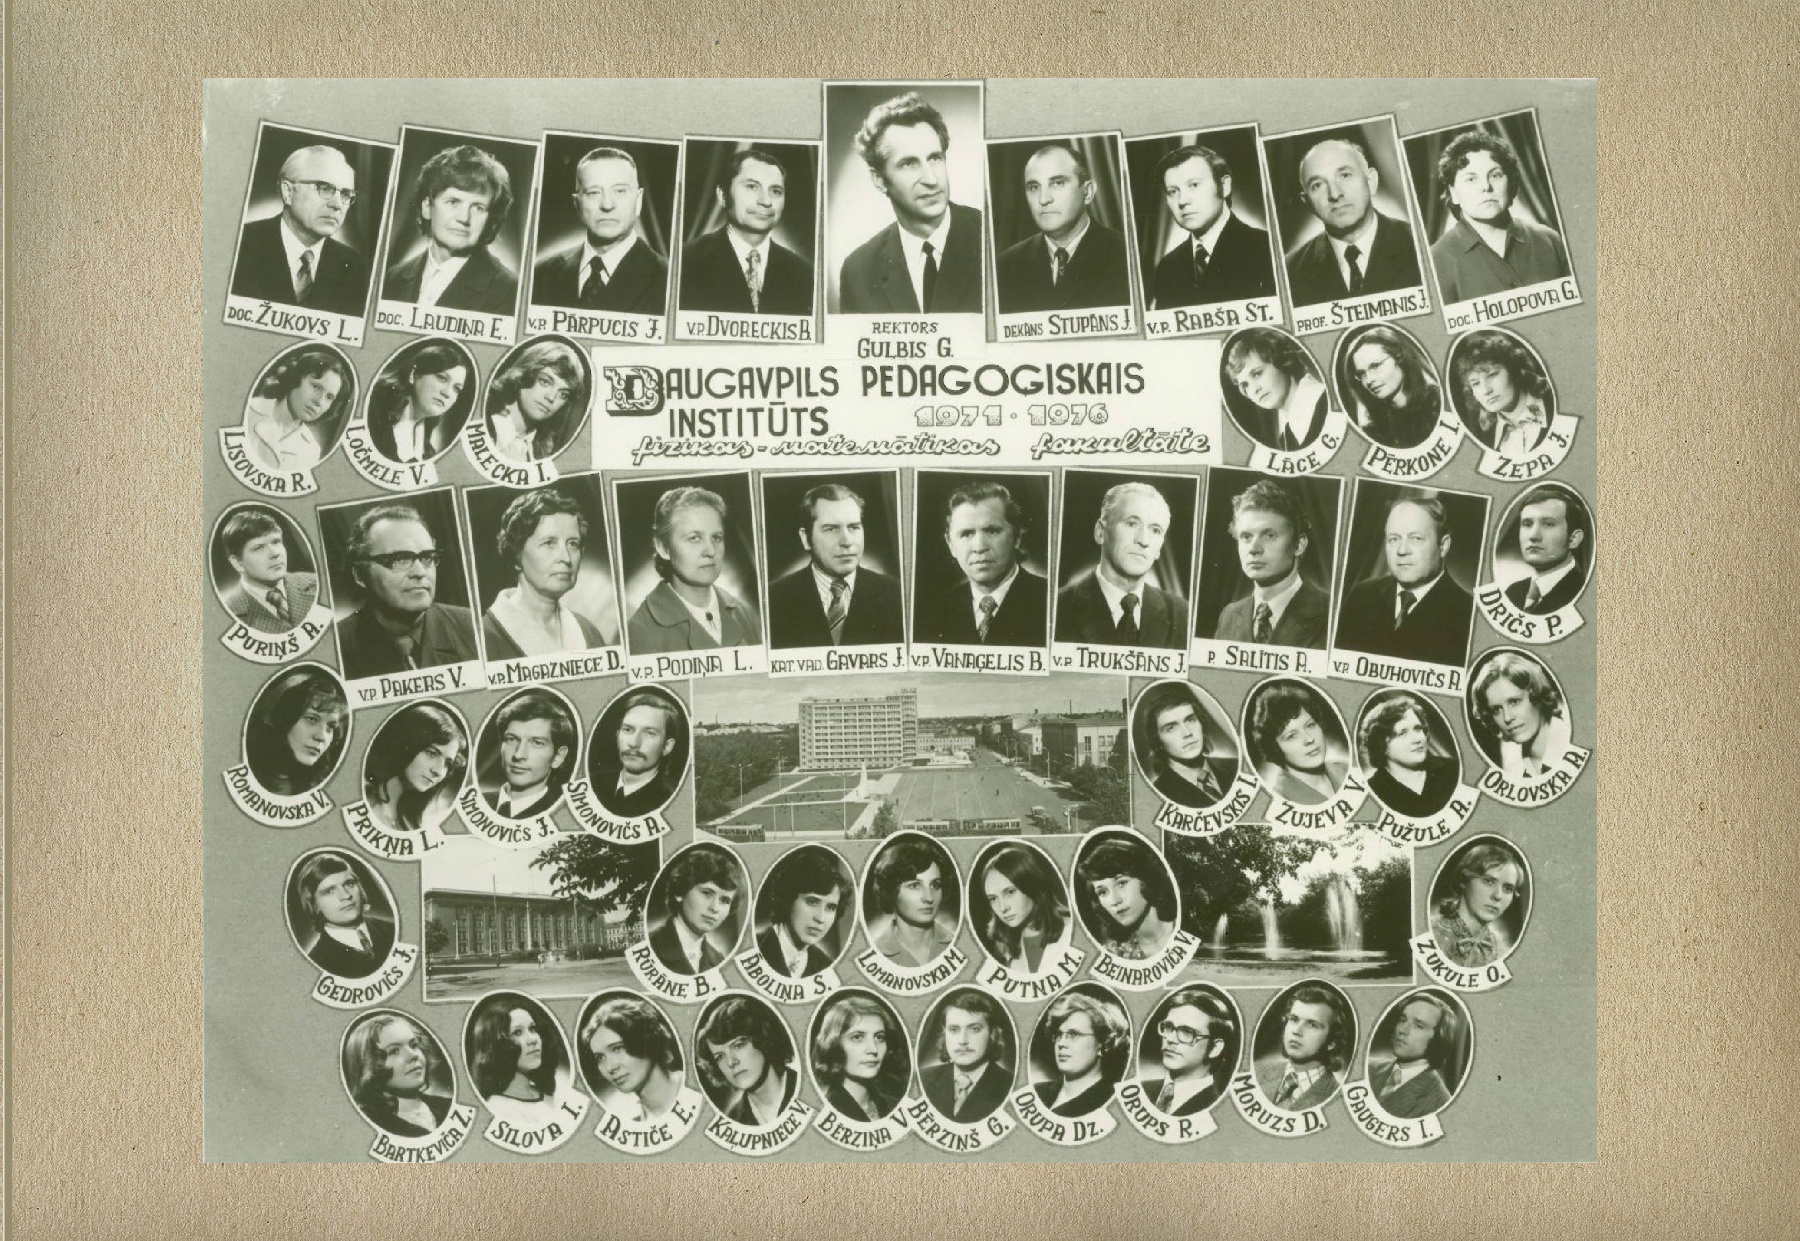 DOC. ŽUKOVS L.
DOC. LAUDIŅA E.
V.P. PĀRPUCIS J.
V.P. DVORECKIS B.
REKTORS
GULBIS G.
DEKĀNS STUPĀNS J.
V.P. RABŠA ST.
PROF. ŠTEIMANIS J.
DOC. HOLOPOVA G.
LISOVSKA R.
LOČMELE V.
MALECKA I.
DAUGAVPILS PEDAGOĢISKAIS
INSTITŪTS 1971 · 1976
fizikas - matemātikas fakultāte
LĀCE G.
PĒRKONE I.
ZEPA J.
PURIŅŠ A.
V.P. PAKERS V.
V.P. MAGAZNIECE D.
V.P. PODIŅA L.
KAT. VAD. GAVARS J.
V.P. VANAGELIS B.
V.P. TRUKŠĀNS J.
P. SALĪTIS A.
V.P. OBUHOVIČS A.
DRIČS P.
ROMANOVSKA V.
PRIKŅA L.
SIMONOVIČS J.
SIMONOVIČS A.
KARČEVSKIS I.
ZUJEVA V.
PUŽULE A.
ORLOVSKA A.
GEDROVIČS J.
RŪRĀNE B.
ĀBOLIŅA S.
LOMANOVSKA M.
PUTNA M.
BEINAROVIČA V.
ZUKULE O.
BARTKEVIČA Z.
SILOVA I.
ASTIČE E.
KAĻUPNIECE V.
BĒRZIŅA V.
BĒRZIŅŠ G.
ORUPA DZ.
ORUPS R.
MORUZS D.
GAUGERS I.